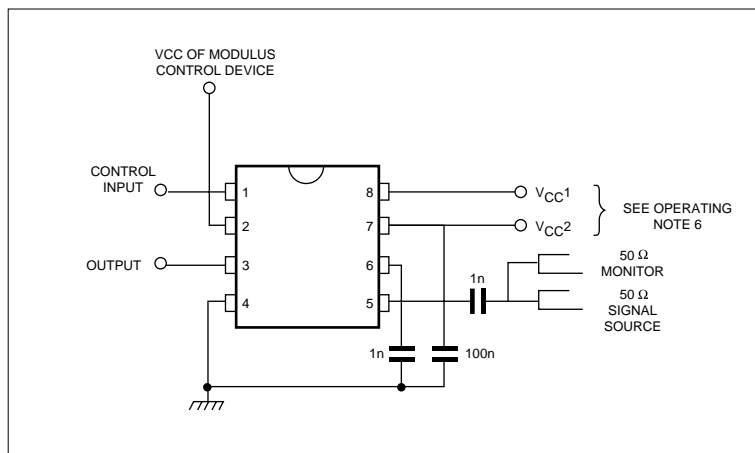 VCC OF MODULUS
CONTROL DEVICE
CONTROL
INPUT
OUTPUT
1
2
3
4
8
7
6
5
VCC1
VCC2
SEE OPERATING
NOTE 6
1n
50 Ω
MONITOR
50 Ω
SIGNAL
SOURCE
1n
100n